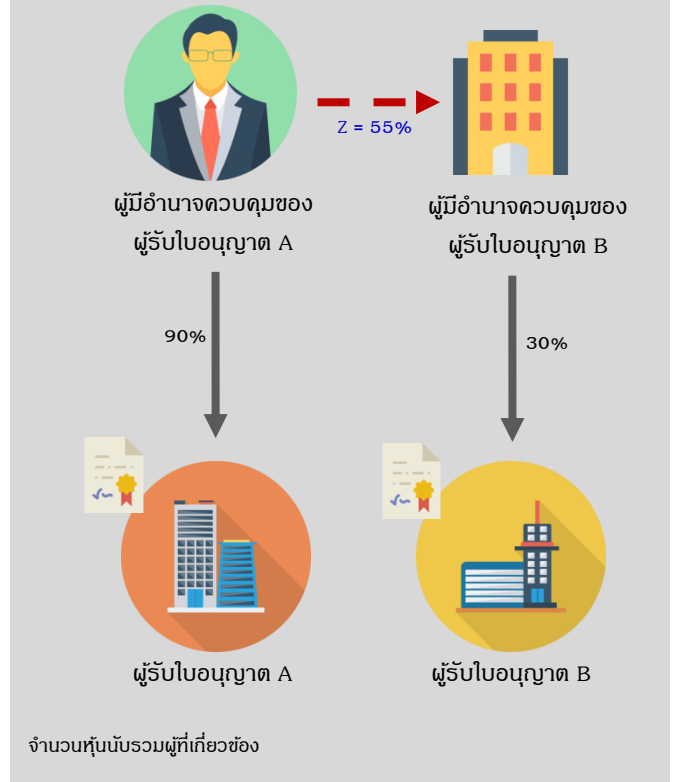 Z = 55%
ผู้มีอำนาจควบคุมของ
ผู้รับใบอนุญาต A
ผู้มีอำนาจควบคุมของ
ผู้รับใบอนุญาต B
90%
30%
ผู้รับใบอนุญาต A
ผู้รับใบอนุญาต B
จำนวนหุ้นนับรวมผู้ที่เกี่ยวข้อง